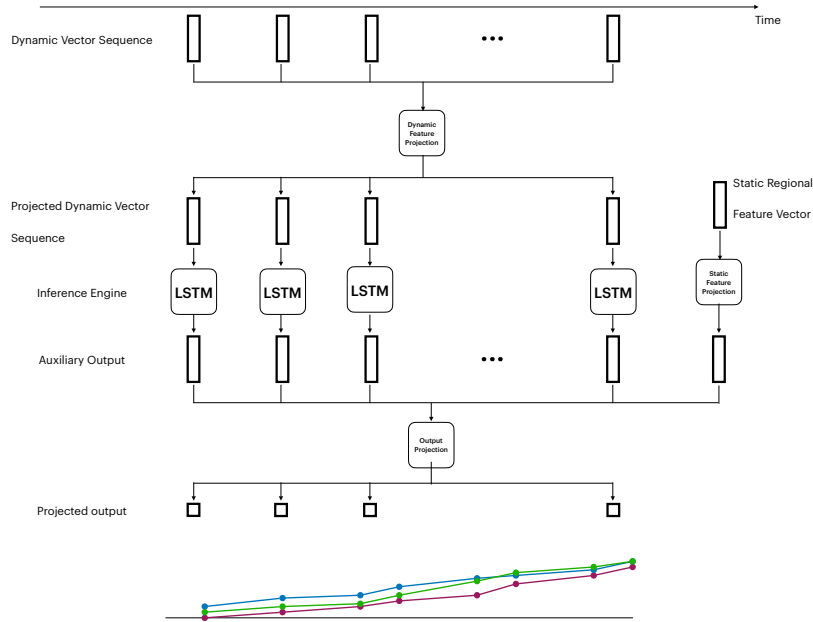 Time
Dynamic Vector Sequence
Dynamic
Feature
Projection
Projected Dynamic Vector
Sequence
Static Regional
Feature Vector
Inference Engine
LSTM
LSTM
LSTM
LSTM
Static
Feature
Projection
Auxiliary Output
Output
Projection
Projected output